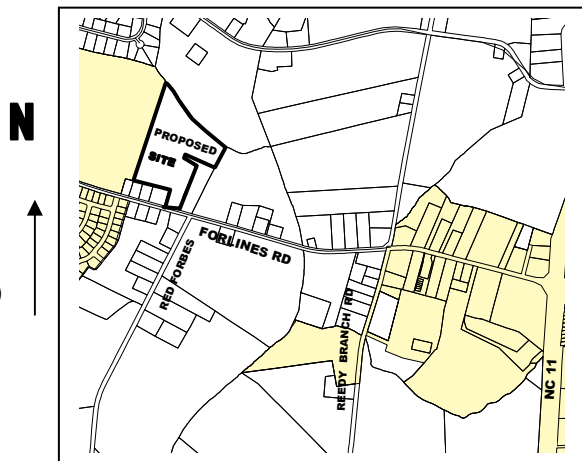 N
PROPOSED
SITE
FORLINES RD
RED FORBES
REEDY BRANCH RD
NC 11